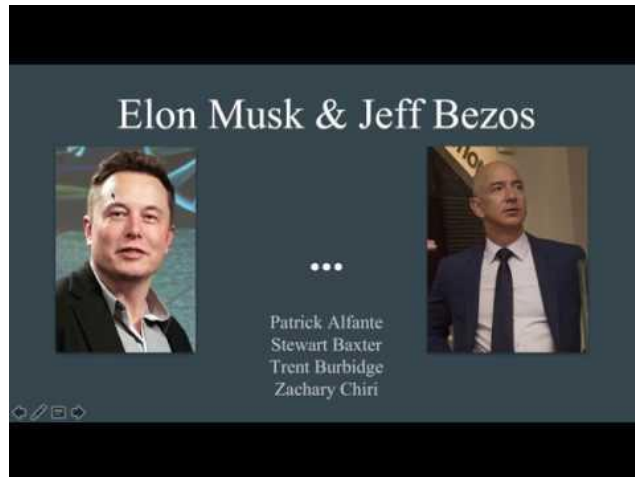 Elon Musk & Jeff Bezos
...
Patrick Alfante
Stewart Baxter
Trent Burbidge
Zachary Chiri